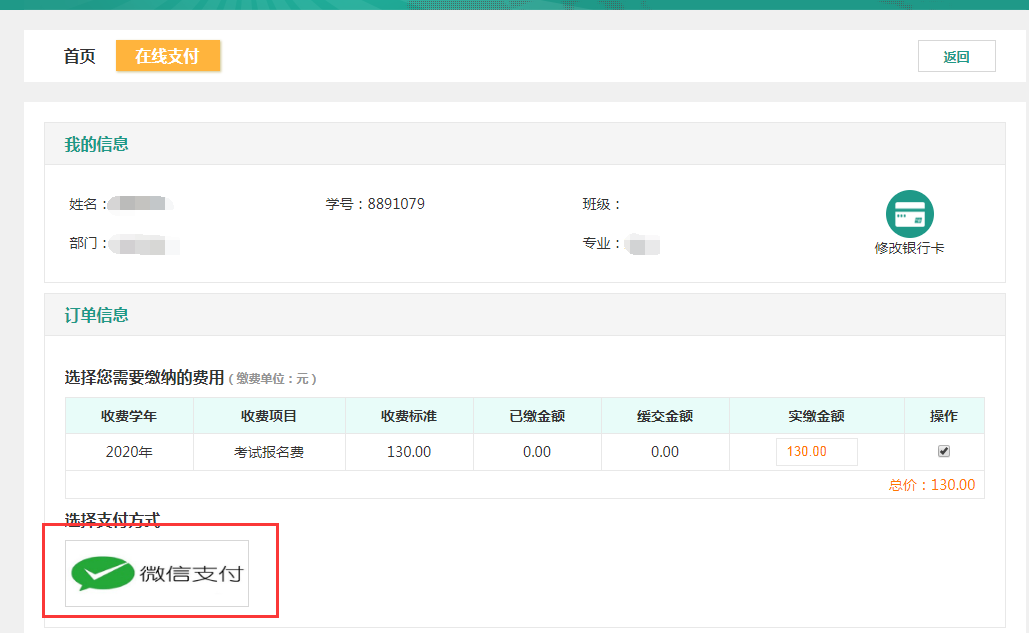 首页 在线支付 返回
我的信息
姓名： 学号：8891079 班级：
部门： 专业： 修改银行卡
订单信息
选择您需要缴纳的费用（缴费单位：元）
收费学年 收费项目 收费标准 已缴金额 缓交金额 实缴金额 操作
2020年 考试报名费 130.00 0.00 0.00 130.00
总价：130.00
选择支付方式
微信支付